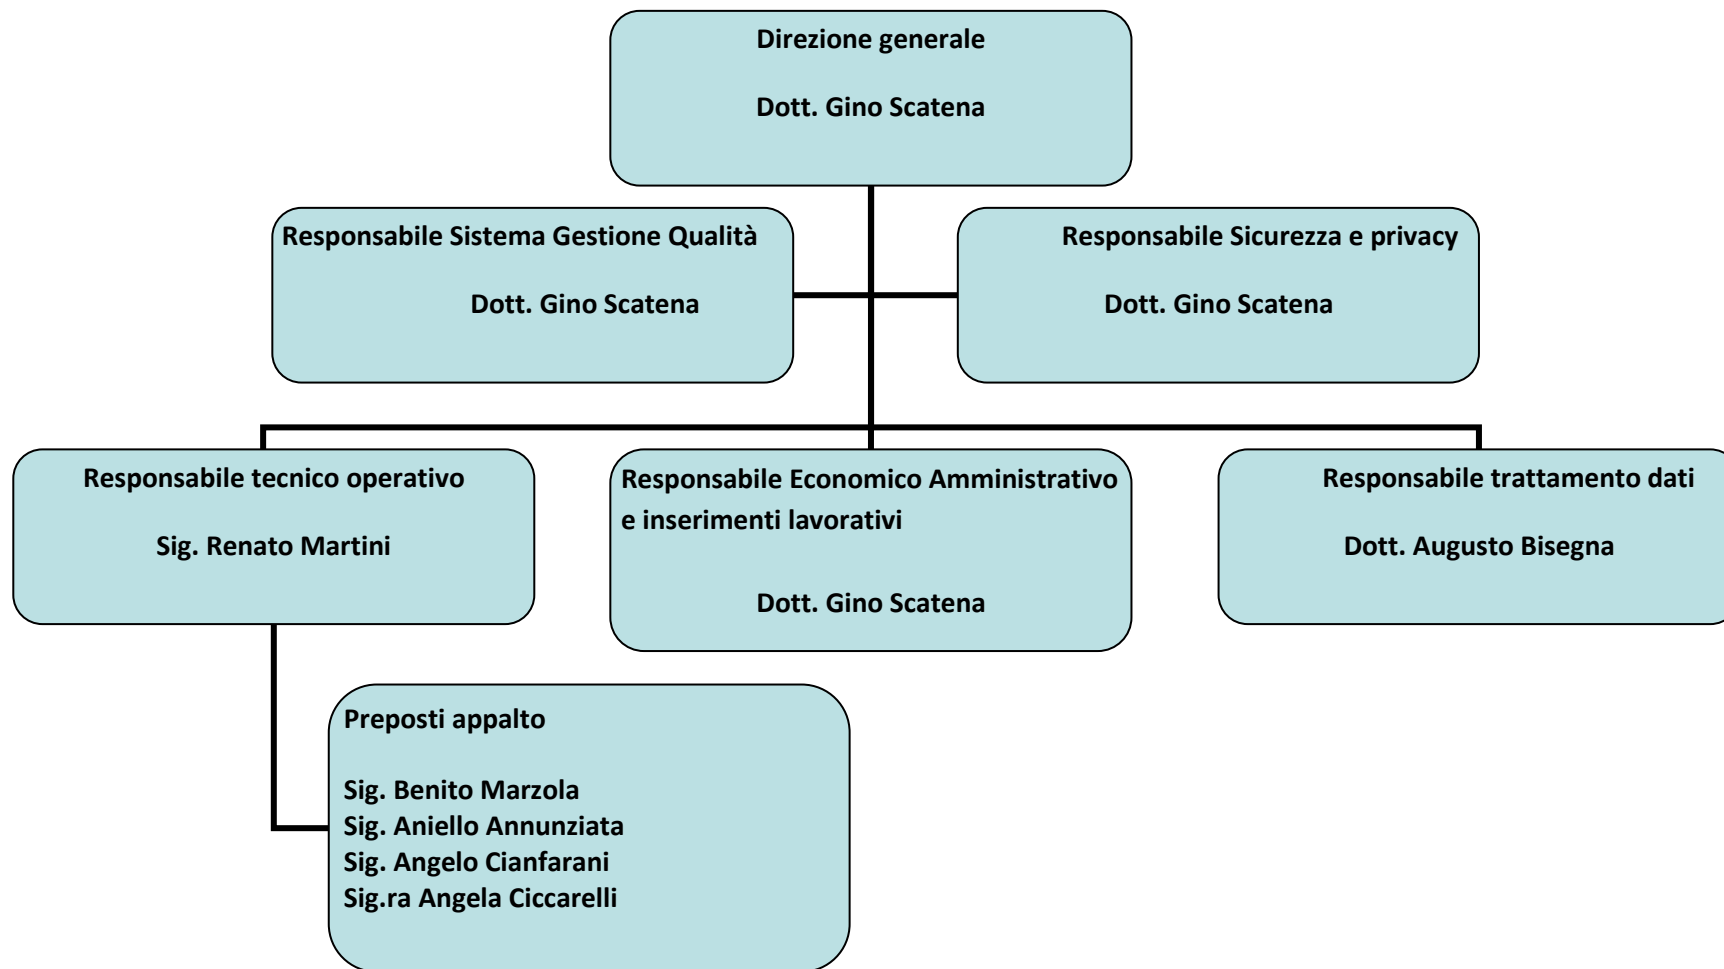 Direzione generale
Dott. Gino Scatena
Responsabile Sistema Gestione Qualità
Dott. Gino Scatena
Responsabile Sicurezza e privacy
Dott. Gino Scatena
Responsabile tecnico operativo
Sig. Renato Martini
Responsabile Economico Amministrativo
e inserimenti lavorativi
Dott. Gino Scatena
Responsabile trattamento dati
Dott. Augusto Bisegna
Preposti appalto
Sig. Benito Marzola
Sig. Aniello Annunziata
Sig. Angelo Cianfarani
Sig.ra Angela Ciccarelli